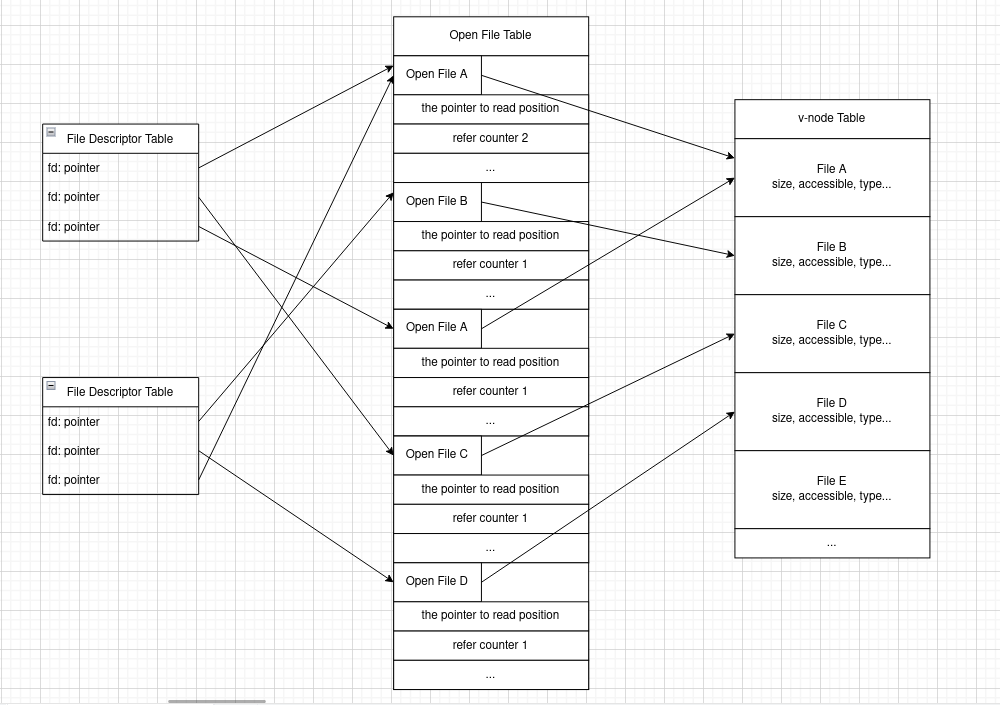 File Descriptor Table
fd: pointer
fd: pointer
fd: pointer
File Descriptor Table
fd: pointer
fd: pointer
fd: pointer
Open File Table
Open File A
the pointer to read position
refer counter 2
...
Open File B
the pointer to read position
refer counter 1
...
Open File A
the pointer to read position
refer counter 1
...
Open File C
the pointer to read position
refer counter 1
...
Open File D
the pointer to read position
refer counter 1
...
v-node Table
File A
size, accessible, type...
File B
size, accessible, type...
File C
size, accessible, type...
File D
size, accessible, type...
File E
size, accessible, type...
...